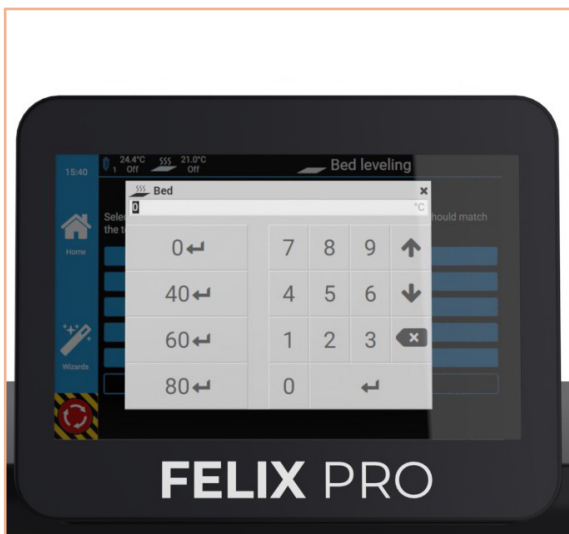 15:40
24.4°C
1 Off
21.0°C
Off
Bed leveling
Bed
0
°C
Selec
hould match
the t
Home
Wizards
0 7 8 9
40 4 5 6
60 1 2 3
80 0
FELIX PRO